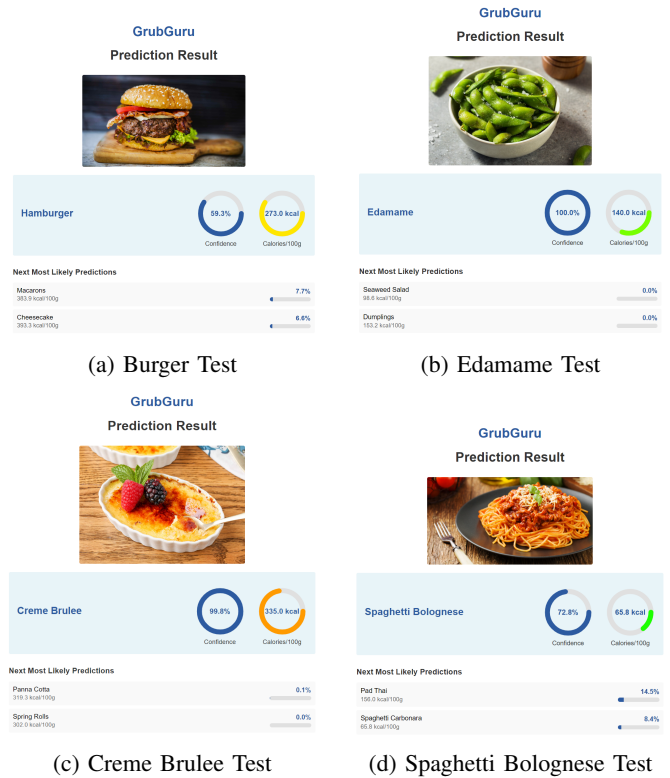 GrubGuru
Prediction Result
Hamburger
59.3%
Confidence
273.0 kcal
Calories/100g
Next Most Likely Predictions
Macarons
7.7%
383.9 kcal/100g
Cheesecake
6.6%
393.3 kcal/100g
(a) Burger Test
GrubGuru
Prediction Result
Edamame
100.0%
Confidence
140.0 kcal
Calories/100g
Next Most Likely Predictions
Seaweed Salad
0.0%
98.6 kcal/100g
Dumplings
0.0%
153.2 kcal/100g
(b) Edamame Test
GrubGuru
Prediction Result
Creme Brulee
99.8%
Confidence
335.0 kcal
Calories/100g
Next Most Likely Predictions
Panna Cotta
0.1%
319.3 kcal/100g
Spring Rolls
0.0%
302.0 kcal/100g
(c) Creme Brulee Test
GrubGuru
Prediction Result
Spaghetti Bolognese
72.8%
Confidence
65.8 kcal
Calories/100g
Next Most Likely Predictions
Pad Thai
14.5%
156.0 kcal/100g
Spaghetti Carbonara
8.4%
65.8 kcal/100g
(d) Spaghetti Bolognese Test